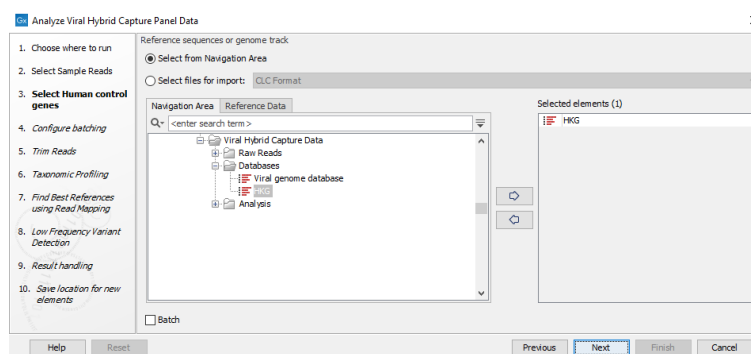 Gx Analyze Viral Hybrid Capture Panel Data
1. Choose where to run
2. Select Sample Reads
3. Select Human control
genes
4. Configure batching
5. Trim Reads
6. Taxonomic Profiling
7. Find Best References
using Read Mapping
8. Low Frequency Variant
Detection
9. Result handling
10. Save location for new
elements
Reference sequences or genome track
Select from Navigation Area
Select files for import: CLC Format
Navigation Area Reference Data
<enter search term>
Viral Hybrid Capture Data
Raw Reads
Databases
Viral genome database
HKG
Analysis
Selected elements (1)
HKG
Batch
Help Reset Previous Next Finish Cancel